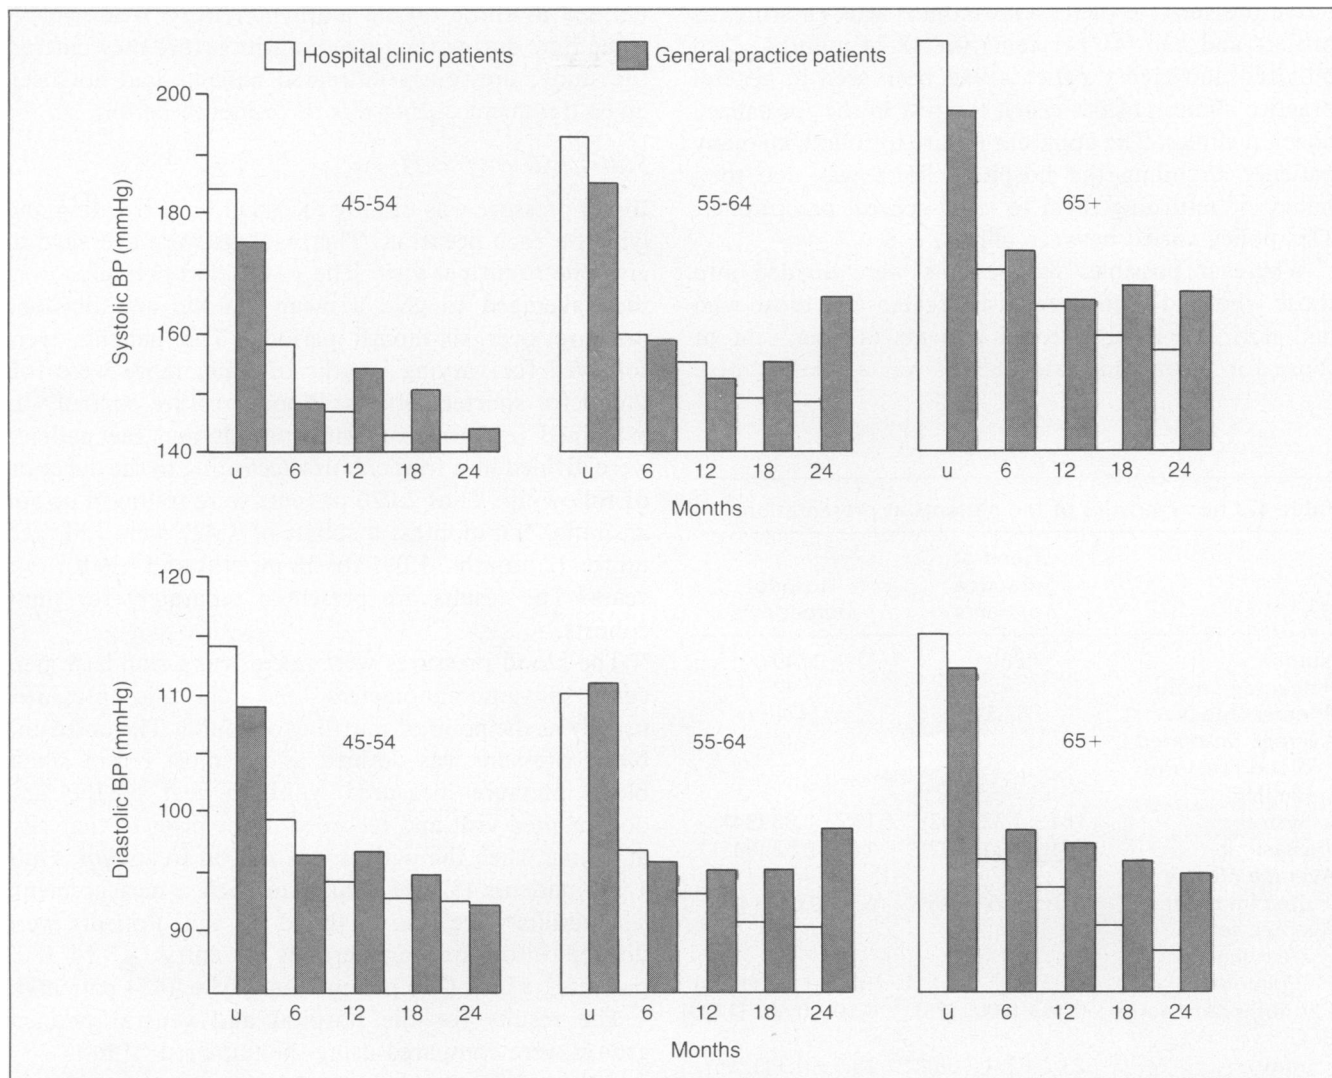 Hospital clinic patients General practice patients
Systolic BP (mmHg)
200
180
160
140
45-54
55-64
65+
u 6 12 18 24
u 6 12 18 24
u 6 12 18 24
Months
Diastolic BP (mmHg)
120
110
100
90
45-54
55-64
65+
u 6 12 18 24
u 6 12 18 24
u 6 12 18 24
Months